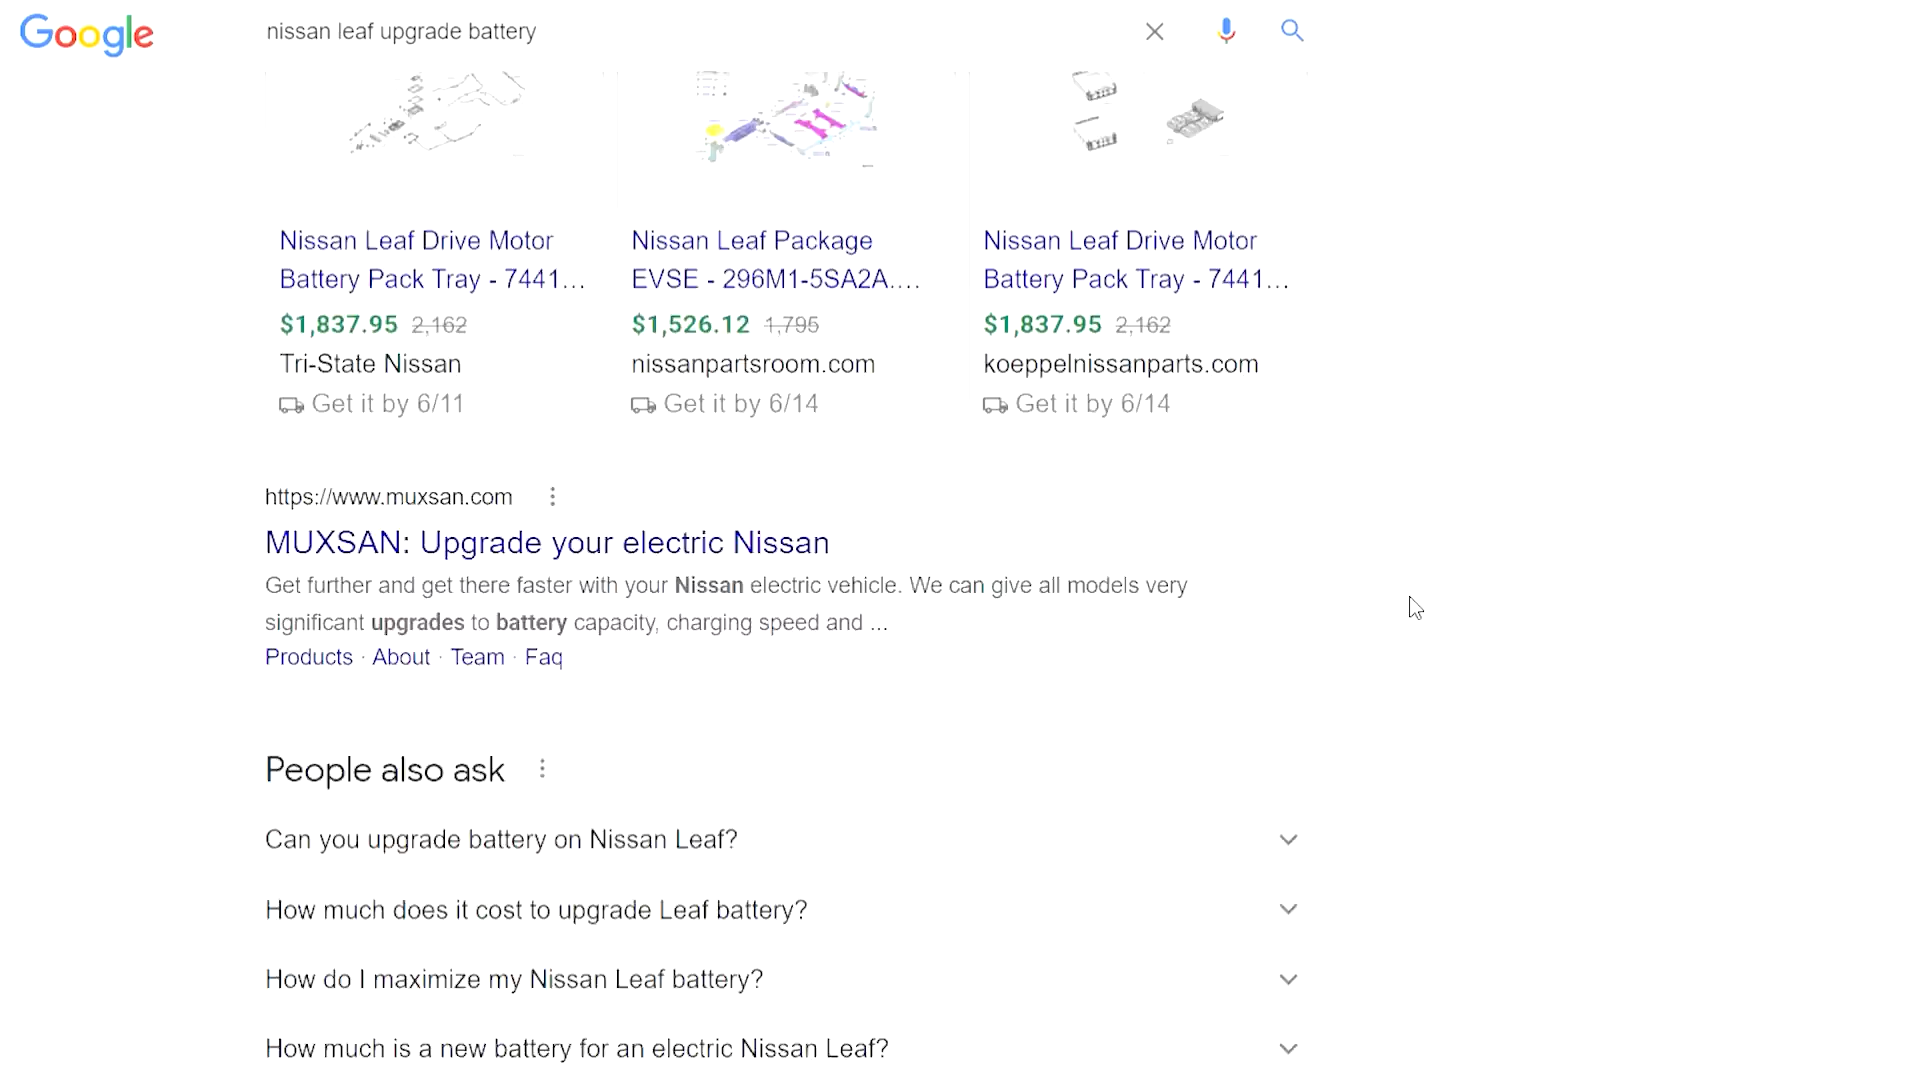 Google
nissan leaf upgrade battery
Nissan Leaf Drive Motor
Battery Pack Tray - 7441...
$1,837.95 2,162
Tri-State Nissan
Get it by 6/11
Nissan Leaf Package
EVSE - 296M1-5SA2A....
$1,526.12 1,795
nissanpartsroom.com
Get it by 6/14
Nissan Leaf Drive Motor
Battery Pack Tray - 7441...
$1,837.95 2,162
koeppelnissanparts.com
Get it by 6/14
https://www.muxsan.com
MUXSAN: Upgrade your electric Nissan
Get further and get there faster with your Nissan electric vehicle. We can give all models very
significant upgrades to battery capacity, charging speed and ...
Products · About · Team · Faq
People also ask
Can you upgrade battery on Nissan Leaf?
How much does it cost to upgrade Leaf battery?
How do I maximize my Nissan Leaf battery?
How much is a new battery for an electric Nissan Leaf?